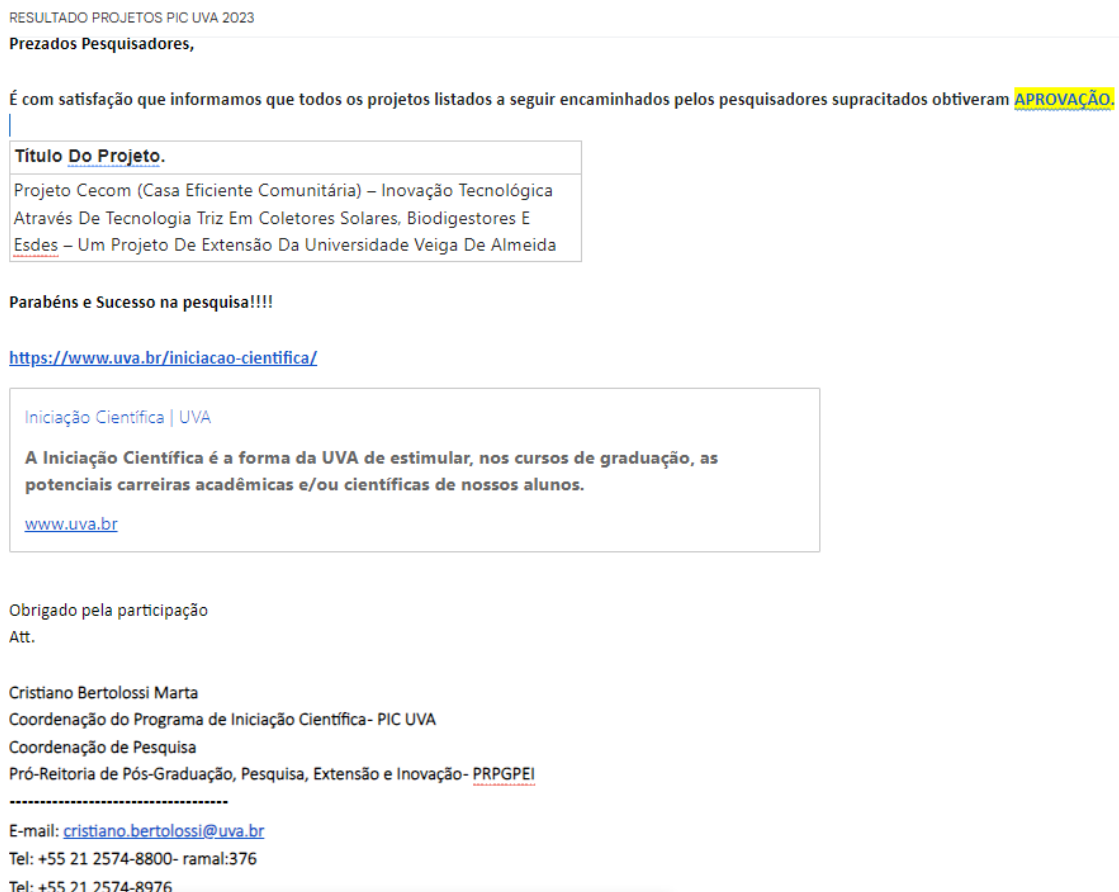 RESULTADO PROJETOS PIC UVA 2023
Prezados Pesquisadores,
É com satisfação que informamos que todos os projetos listados a seguir encaminhados pelos pesquisadores supracitados obtiveram APROVAÇÃO.
Título Do Projeto.
Projeto Cecom (Casa Eficiente Comunitária) – Inovação Tecnológica
Através De Tecnologia Triz Em Coletores Solares, Biodigestores E
Esdes – Um Projeto De Extensão Da Universidade Veiga De Almeida
Parabéns e Sucesso na pesquisa!!!!
https://www.uva.br/iniciacao-cientifica/
Iniciação Científica | UVA
A Iniciação Científica é a forma da UVA de estimular, nos cursos de graduação, as
potenciais carreiras acadêmicas e/ou científicas de nossos alunos.
www.uva.br
Obrigado pela participação
Att.
Cristiano Bertolossi Marta
Coordenação do Programa de Iniciação Científica- PIC UVA
Coordenação de Pesquisa
Pró-Reitoria de Pós-Graduação, Pesquisa, Extensão e Inovação- PRPGPEI
------------------------------------
E-mail: cristiano.bertolossi@uva.br
Tel: +55 21 2574-8800- ramal:376
Tel: +55 21 2574-8976